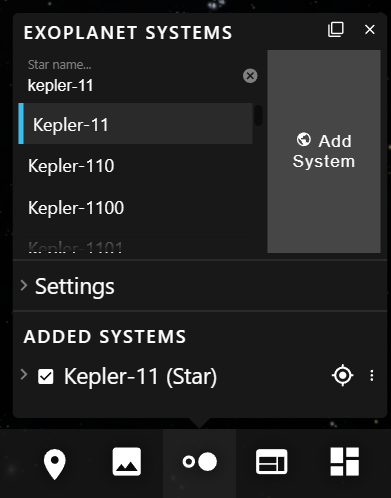 EXOPLANET SYSTEMS
Star name...
kepler-11
Kepler-11
Kepler-110
Kepler-1100
Kepler-1101
Add
System
Settings
ADDED SYSTEMS
Kepler-11 (Star)